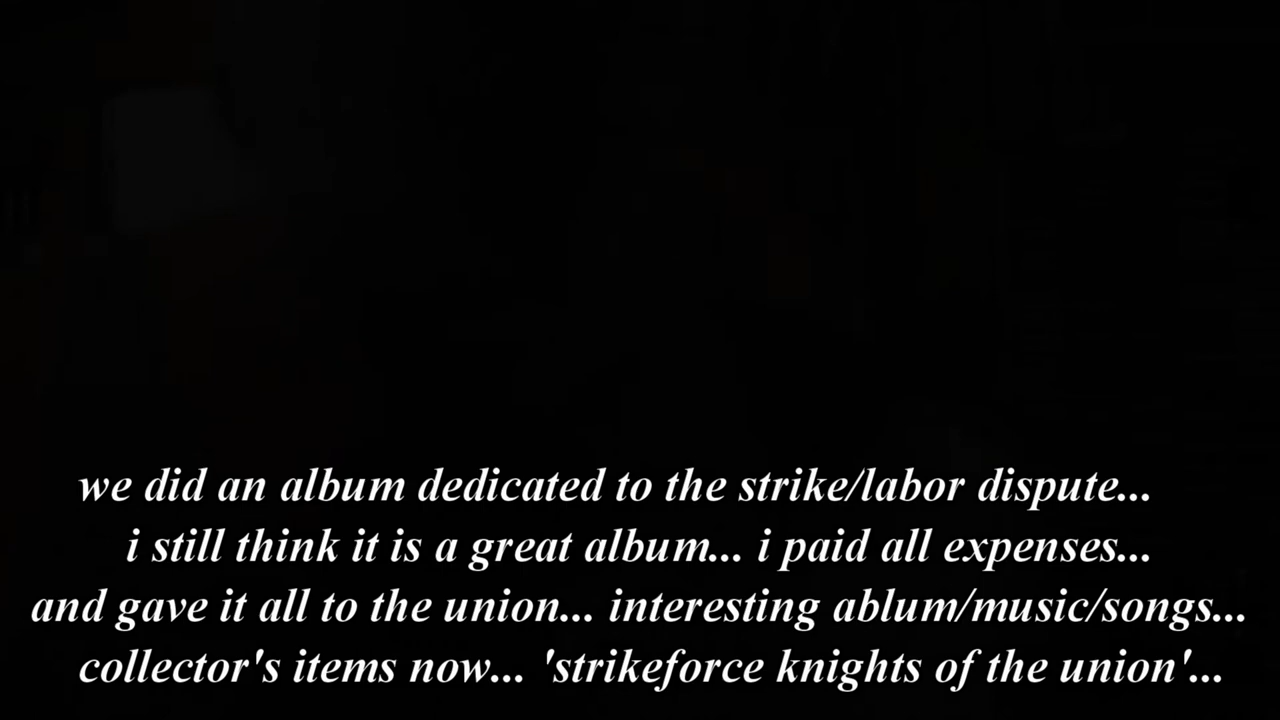 we did an album dedicated to the strike/labor dispute...
i still think it is a great album... i paid all expenses...
and gave it all to the union... interesting ablum/music/songs...
collector's items now... 'strikeforce knights of the union'...